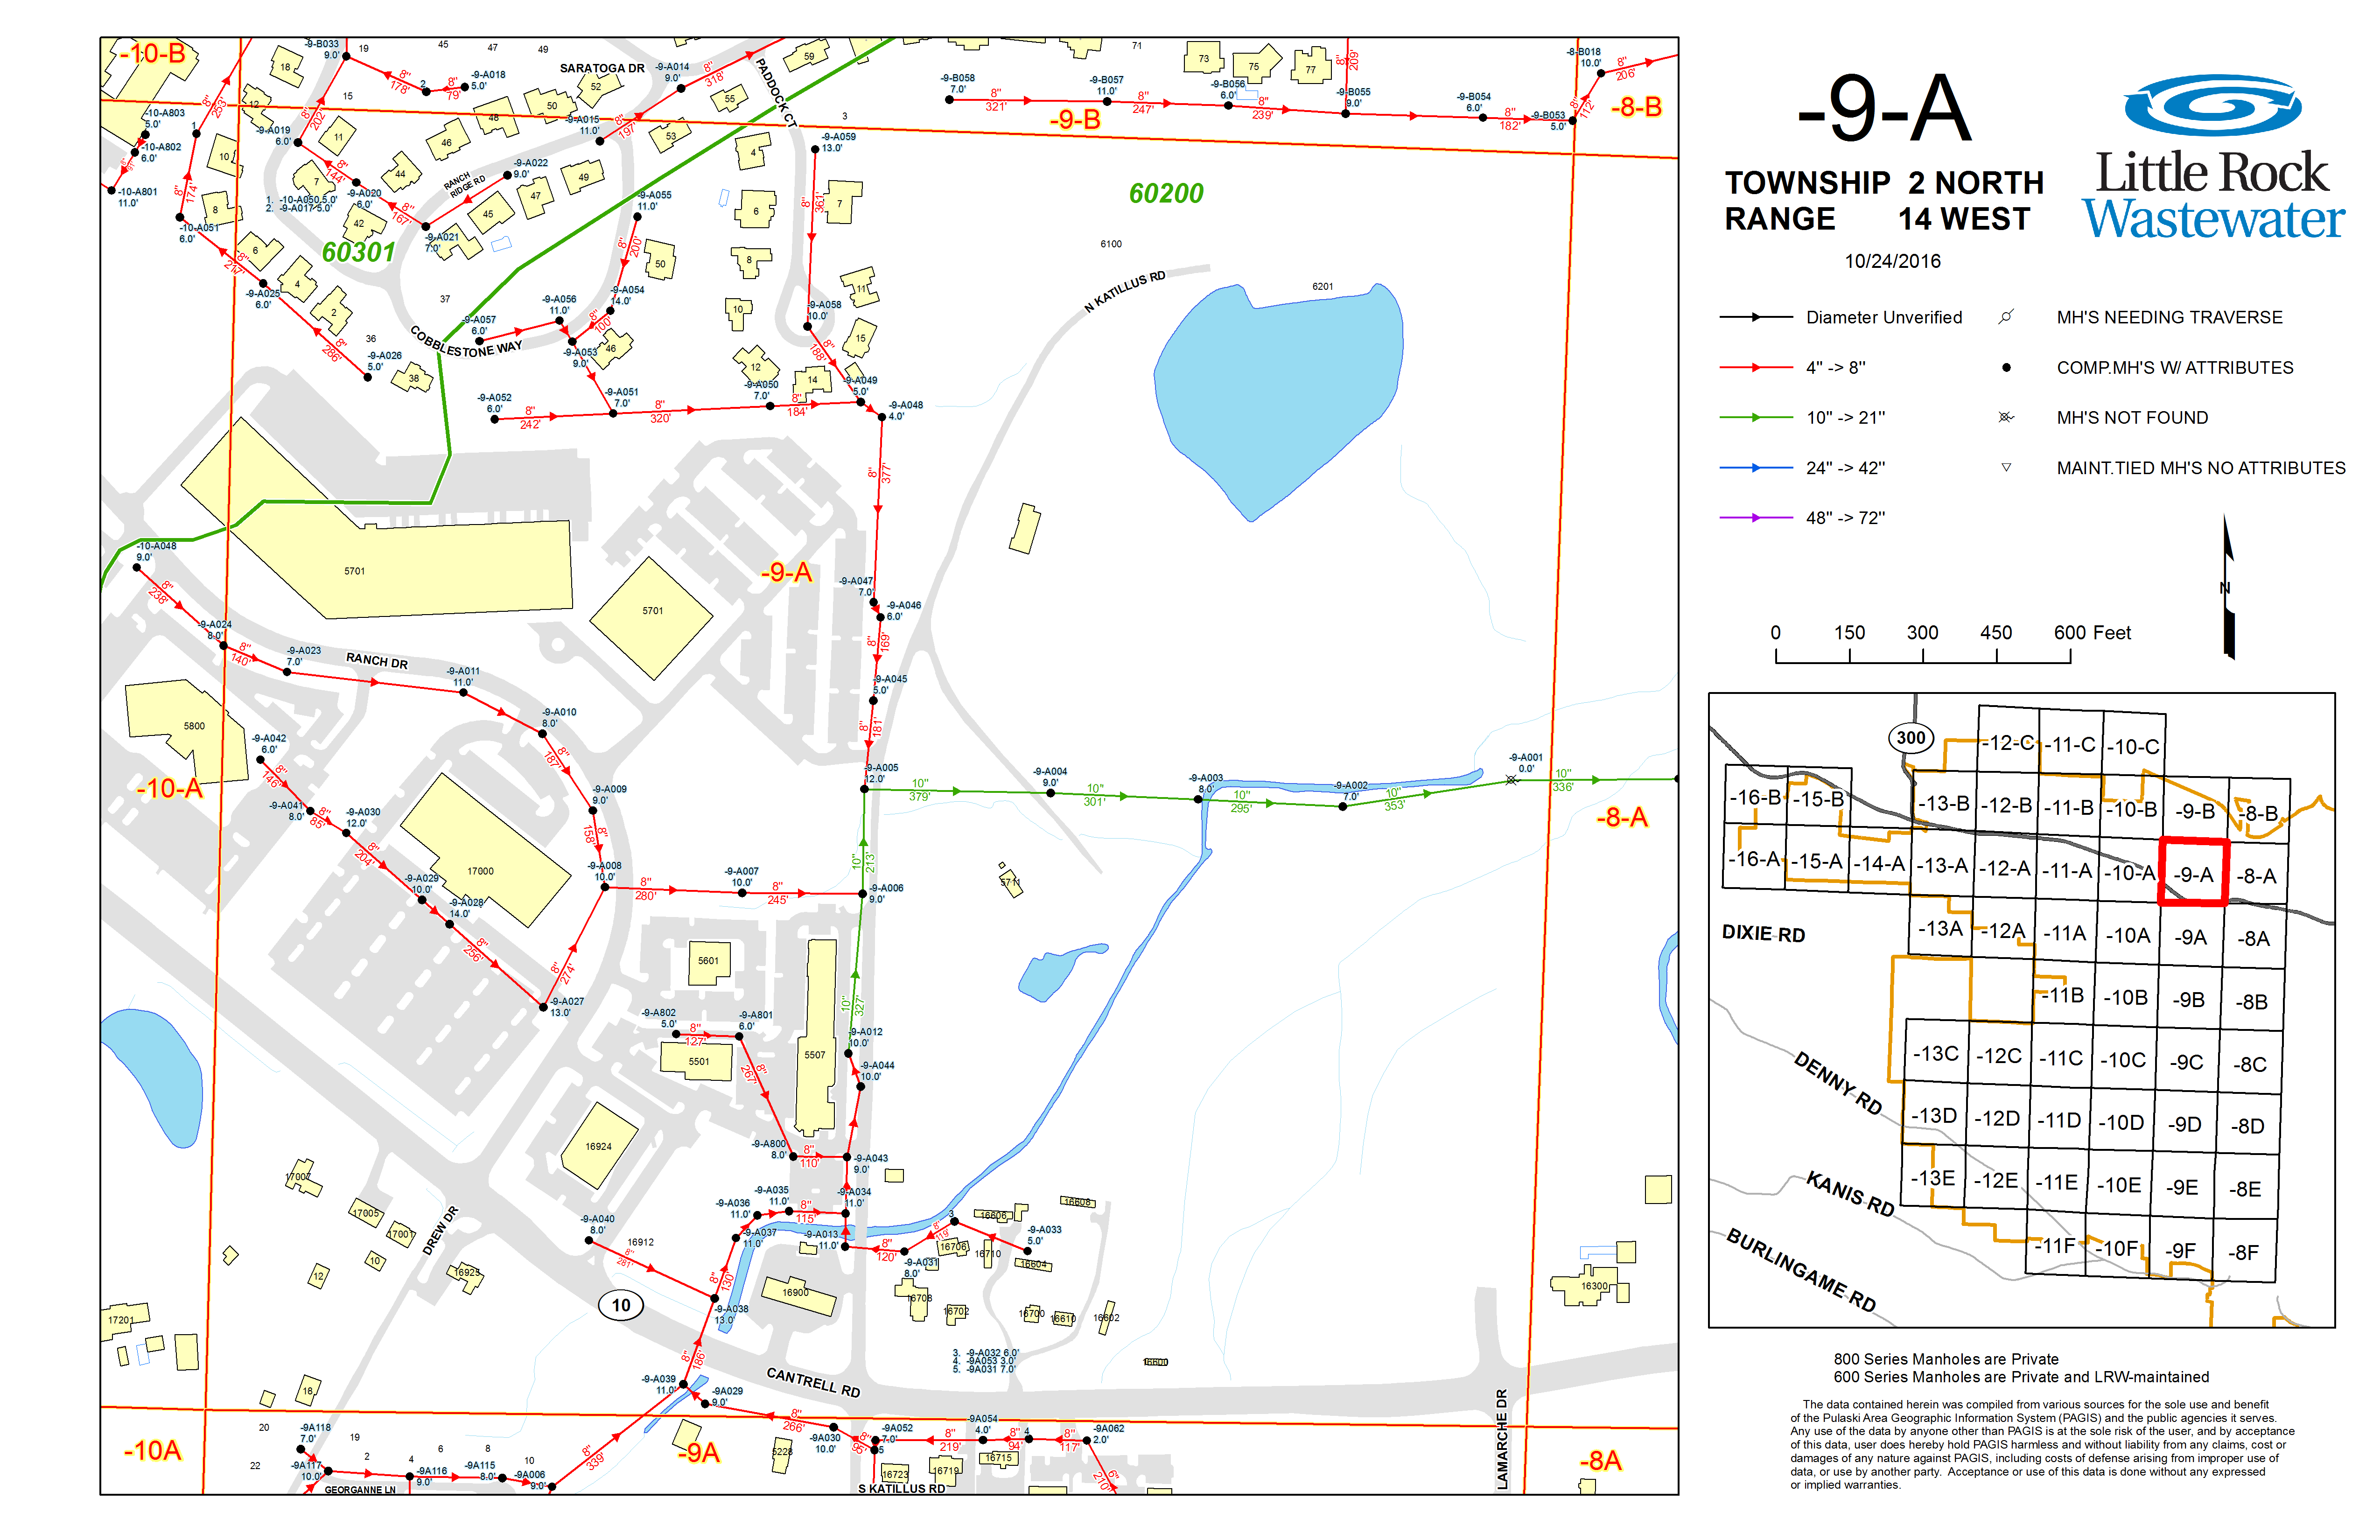 -9-A
TOWNSHIP 2 NORTH
RANGE 14 WEST
10/24/2016
Little Rock
Wastewater
Diameter Unverified
4" -> 8"
10" -> 21"
24" -> 42"
48" -> 72"
MH'S NEEDING TRAVERSE
COMP.MH'S W/ ATTRIBUTES
MH'S NOT FOUND
MAINT.TIED MH'S NO ATTRIBUTES
N
0 150 300 450 600 Feet
300
-12-C -11-C -10-C
-16-B -15-B -13-B -12-B -11-B -10-B -9-B -8-B
-16-A -15-A -14-A -13-A -12-A -11-A -10-A -9-A -8-A
DIXIE RD
-13A -12A -11A -10A -9A -8A
-11B -10B -9B -8B
-13C -12C -11C -10C -9C -8C
DENNY RD
-13D -12D -11D -10D -9D -8D
KANIS RD
-13E -12E -11E -10E -9E -8E
BURLINGAME RD
-11F -10F -9F -8F
800 Series Manholes are Private
600 Series Manholes are Private and LRW-maintained
The data contained herein was compiled from various sources for the sole use and benefit
of the Pulaski Area Geographic Information System (PAGIS) and the public agencies it serves.
Any use of the data by anyone other than PAGIS is at the sole risk of the user, and by acceptance
of this data, user does hereby hold PAGIS harmless and without liability from any claims, cost or
damages of any nature against PAGIS, including costs of defense arising from improper use of
data, or use by another party. Acceptance or use of this data is done without any expressed
or implied warranties.
-10-B
-9-B
-8-B
-10-A
-9-A
-8-A
-10A
-9A
-8A
60301
60200
SARATOGA DR
PADDOCK CT
RANCH
RIDGE RD
COBBLESTONE WAY
N KATILLUS RD
RANCH DR
DREW DR
10
CANTRELL RD
LAMARCHE DR
S KATILLUS RD
GEORGANNE LN
-9-B033
9.0'
-9-A018
5.0'
-9-A014
9.0'
-9-A015
11.0'
-9-B058
7.0'
-9-B057
11.0'
-9-B056
6.0'
-9-B055
9.0'
-9-B054
6.0'
-9-B053
5.0'
-8-B018
10.0'
-10-A803
5.0'
-10-A802
6.0'
-10-A801
11.0'
-9-A019
6.0'
-9-A020
6.0'
1. -10-A050 5.0'
2. -9-A017 5.0'
-9-A021
7.0'
-9-A022
9.0'
-9-A059
13.0'
-10-A051
6.0'
-9-A025
6.0'
-9-A026
5.0'
-9-A055
11.0'
-9-A054
14.0'
-9-A056
11.0'
-9-A057
6.0'
-9-A053
9.0'
-9-A058
10.0'
-9-A052
6.0'
-9-A051
7.0'
-9-A050
7.0'
-9-A049
5.0'
-9-A048
4.0'
-10-A048
9.0'
-9-A024
8.0'
-9-A023
7.0'
-9-A011
11.0'
-9-A010
8.0'
-9-A009
9.0'
-9-A008
10.0'
-9-A007
10.0'
-9-A006
9.0'
-9-A047
7.0'
-9-A046
6.0'
-9-A045
5.0'
-9-A005
12.0'
-9-A004
9.0'
-9-A003
8.0'
-9-A002
7.0'
-9-A001
0.0'
-9-A042
6.0'
-9-A041
8.0'
-9-A030
12.0'
-9-A029
10.0'
-9-A028
14.0'
-9-A027
13.0'
-9-A802
5.0'
-9-A801
6.0'
-9-A012
10.0'
-9-A044
10.0'
-9-A800
8.0'
-9-A043
9.0'
-9-A034
11.0'
-9-A035
11.0'
-9-A036
11.0'
-9-A037
11.0'
-9-A013
11.0'
-9-A031
8.0'
-9-A033
5.0'
-9-A040
8.0'
-9-A038
13.0'
-9-A039
11.0'
-9A029
9.0'
3. -9-A032 6.0'
4. -9A053 3.0'
5. -9A031 7.0'
-9A030
10.0'
-9A052
7.0'
-9A054
4.0'
-9A062
2.0'
-9A118
7.0'
-9A117
10.0'
-9A116
9.0'
-9A115
8.0'
-9A006
9.0'
5701
5701
5800
17000
5601
5501
5507
16924
16912
16900
5711
6100
6201
17007
17005
17001
16925
17201
16608
16606
16706
16710
16604
16708
16702
16700
16610
16602
16600
16300
5228
16723
16719
16715
8" 178'
8" 79'
8" 318'
8" 197'
8" 321'
8" 247'
8" 239'
8" 209'
8" 182'
8" 112'
8" 206'
8" 253'
8" 202'
8" 174'
8" 144'
8" 167'
8" 217'
8" 286'
8" 200'
8" 100'
8" 361'
8" 188'
8" 242'
8" 320'
8" 184'
8" 377'
8" 169'
8" 181'
8" 238'
8" 140'
8" 187'
8" 158'
8" 280'
8" 245'
10" 213'
10" 379'
10" 301'
10" 295'
10" 353'
10" 336'
8" 146'
8" 85'
8" 204'
8" 256'
8" 274'
10" 327'
8" 127'
8" 267'
8" 110'
8" 115'
8" 120'
8" 119'
8" 281'
8" 130'
8" 186'
8" 266'
8" 95'
8" 219'
8" 94'
8" 117'
6" 210'
8" 339'